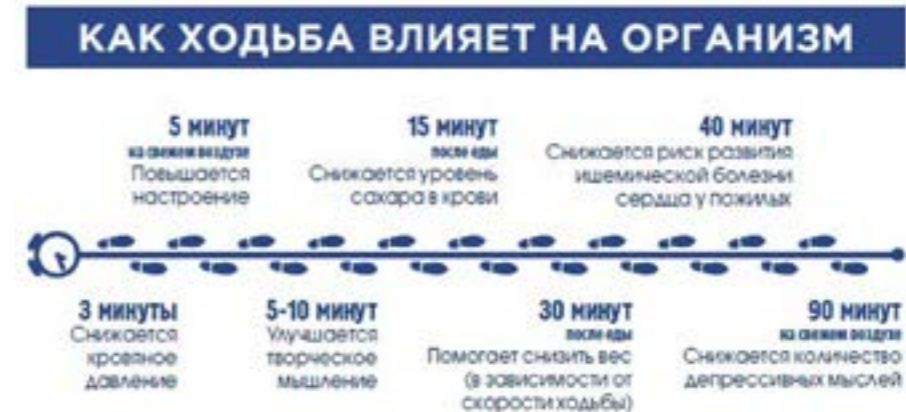 КАК ХОДЬБА ВЛИЯЕТ НА ОРГАНИЗМ
5 минут
на свежем воздухе
Повышается
настроение
15 минут
после еды
Снижается уровень
сахара в крови
40 минут
Снижается риск развития
ишемической болезни
сердца у пожилых
3 минуты
Снижается
кровяное
давление
5-10 минут
Улучшается
творческое
мышление
30 минут
после еды
Помогает снизить вес
(в зависимости от
скорости ходьбы)
90 минут
на свежем воздухе
Снижается количество
депрессивных мыслей